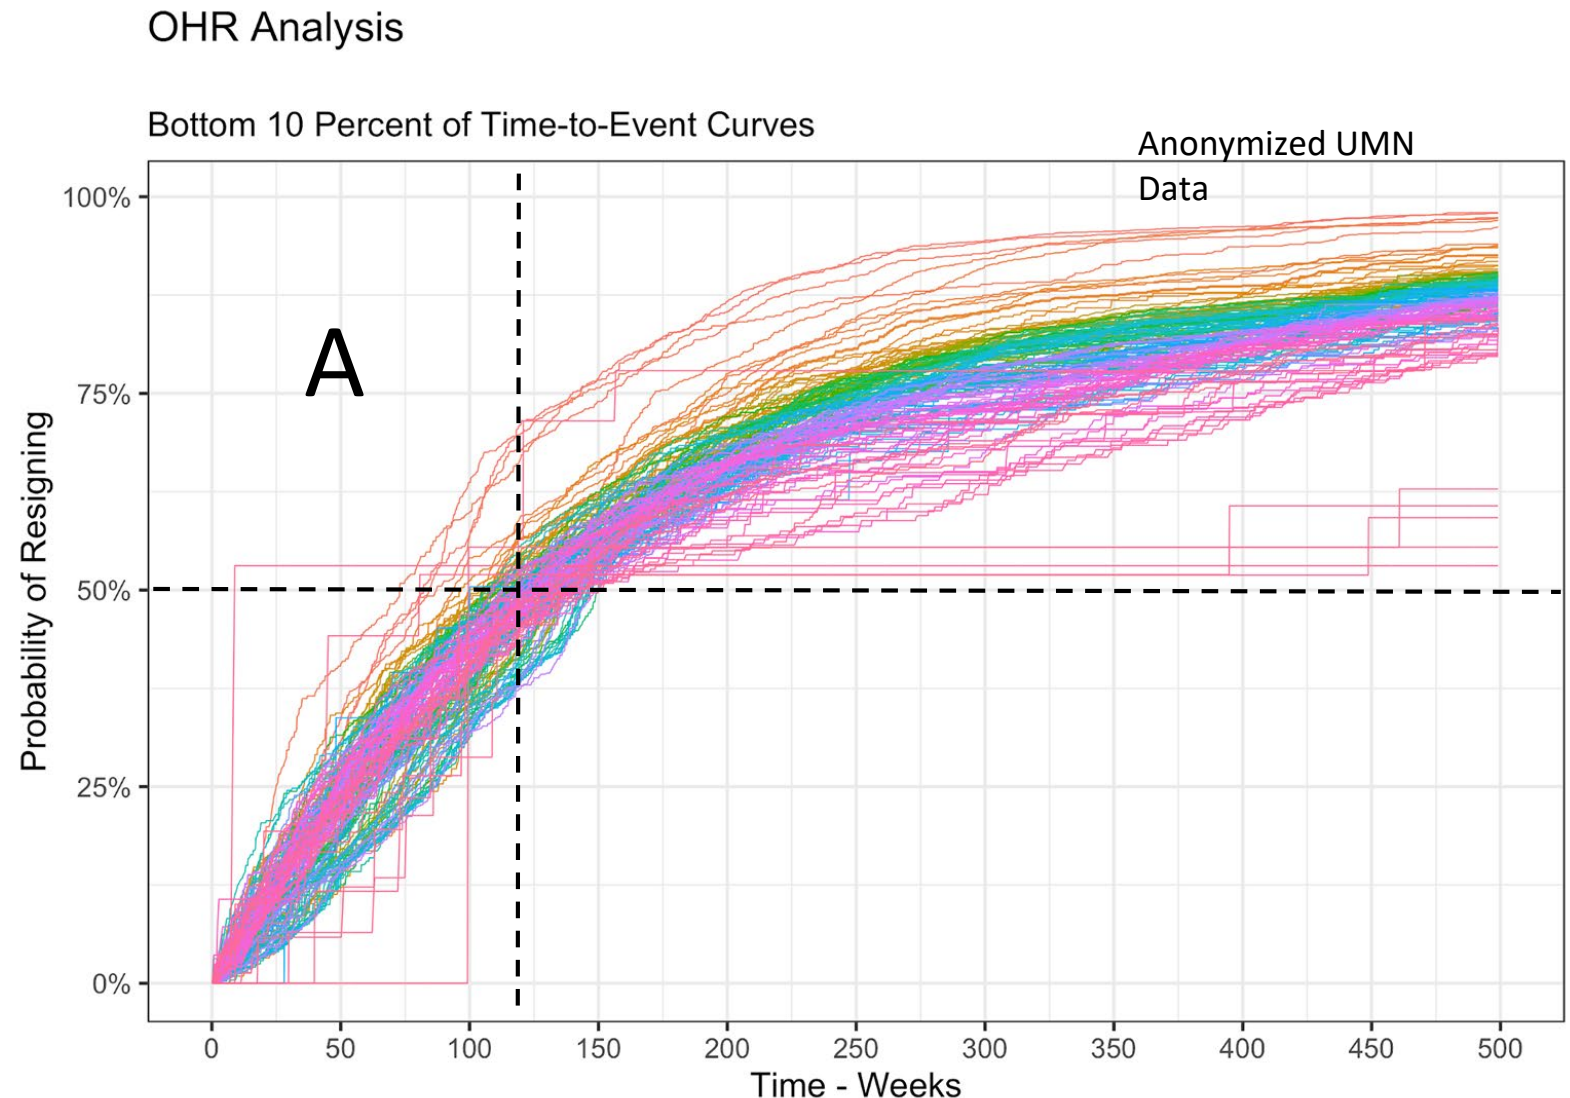 OHR Analysis
Bottom 10 Percent of Time-to-Event Curves
Anonymized UMN
Data
100%
A
75%
50%
25%
0%
Probability of Resigning
0 50 100 150 200 250 300 350 400 450 500
Time - Weeks